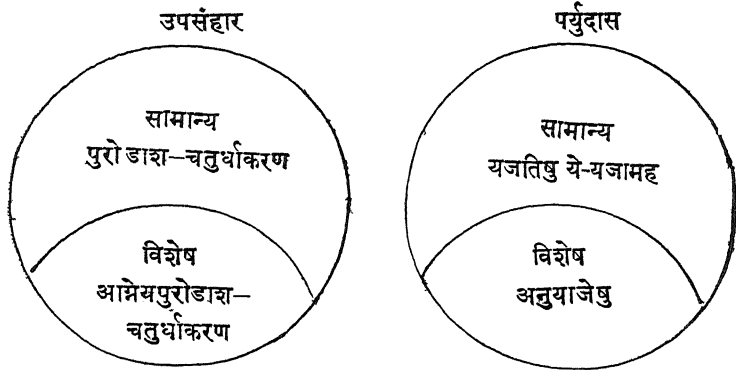 उपसंहार
सामान्य
पुरोडाश–चतुर्धाकरण
विशेष
आग्नेयपुरोडाश–
चतुर्धाकरण
पर्युदास
सामान्य
यजतिषु ये-यजामह
विशेष
अनुयाजेषु